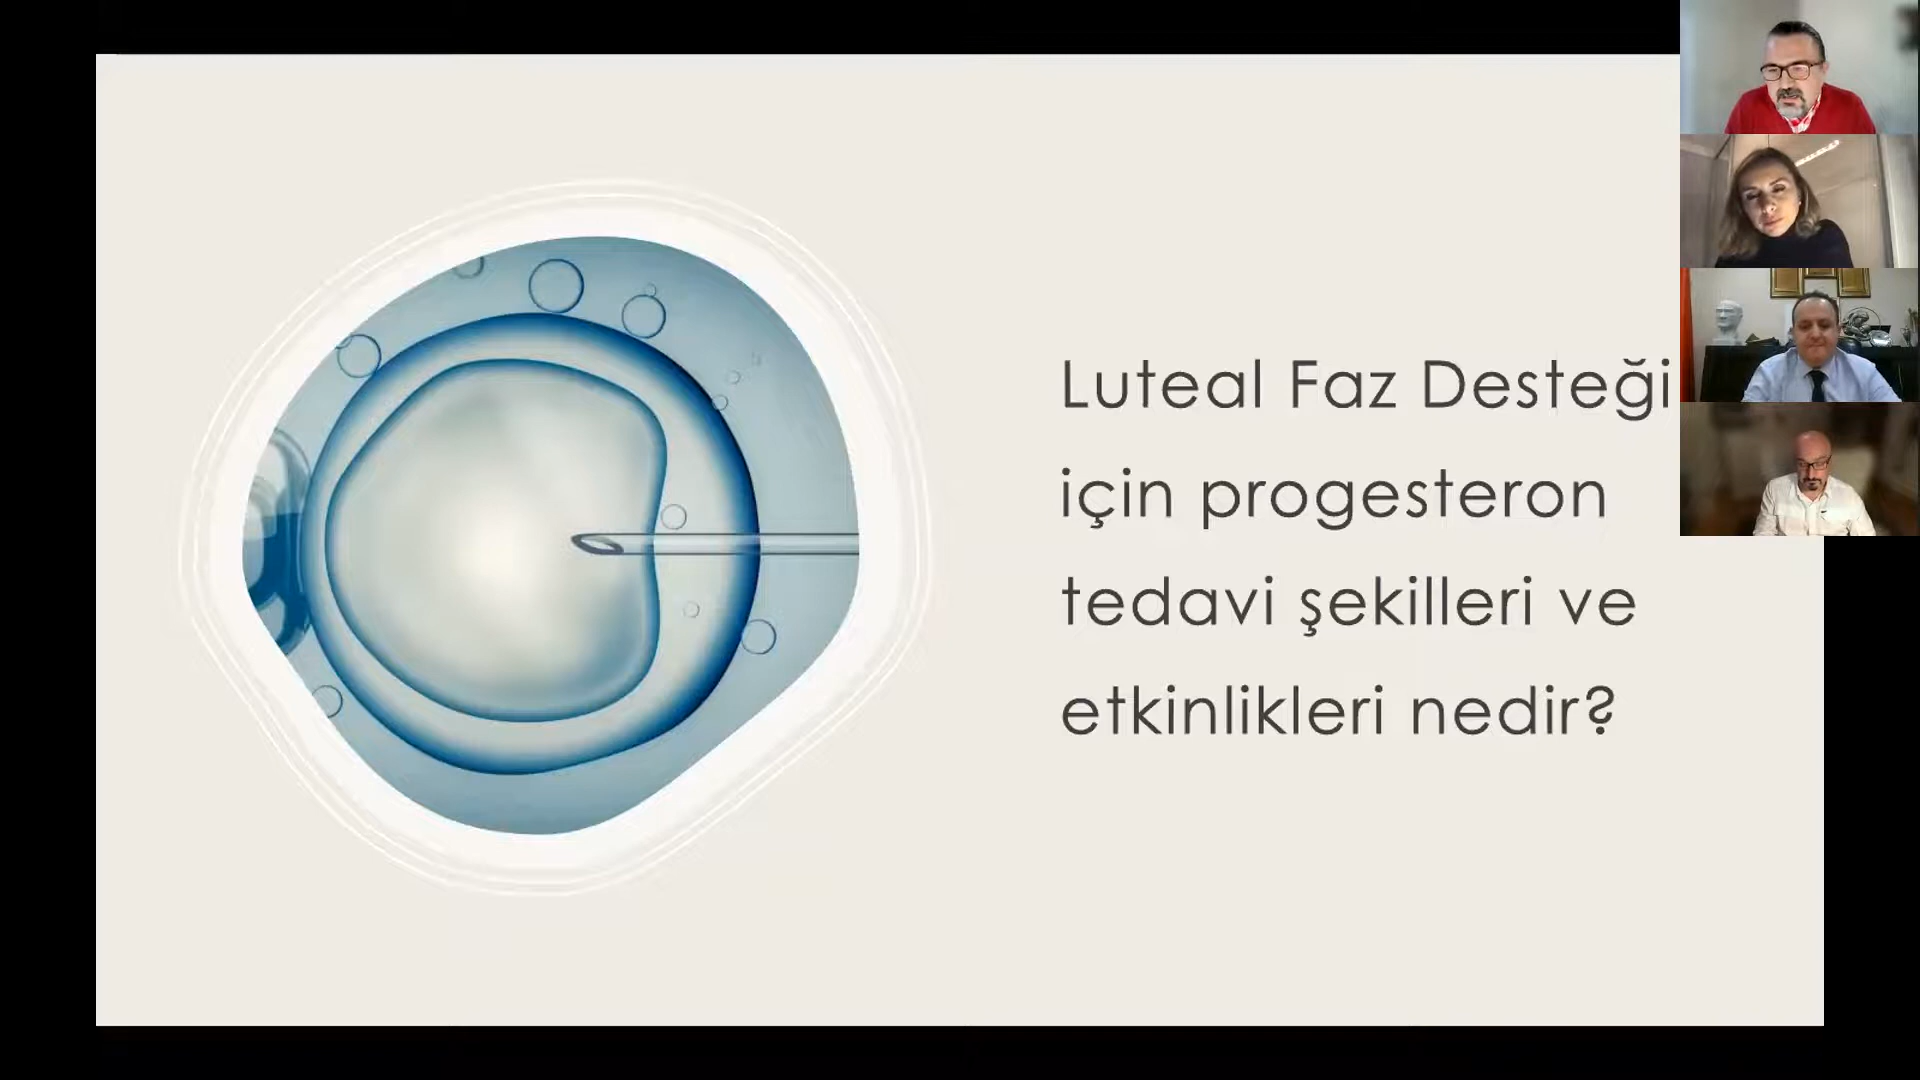 Luteal Faz Desteği
için progesteron
tedavi şekilleri ve
etkinlikleri nedir?